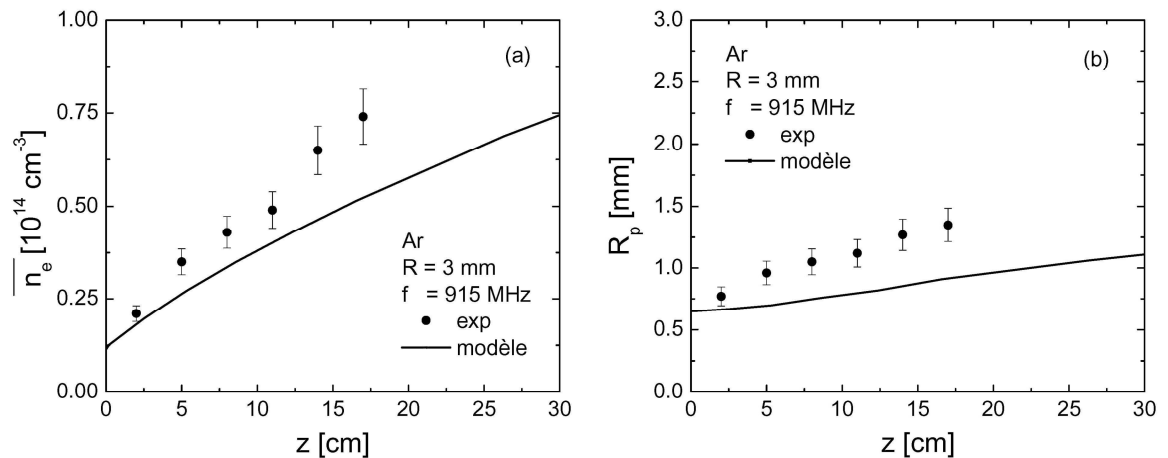 1.00
0.75
0.50
0.25
0.00
n_e [10^14 cm^-3]
(a)
Ar
R = 3 mm
f = 915 MHz
exp
modèle
0 5 10 15 20 25 30
z [cm]
3.0
2.5
2.0
1.5
1.0
0.5
0.0
R_p [mm]
(b)
Ar
R = 3 mm
f = 915 MHz
exp
modèle
0 5 10 15 20 25 30
z [cm]